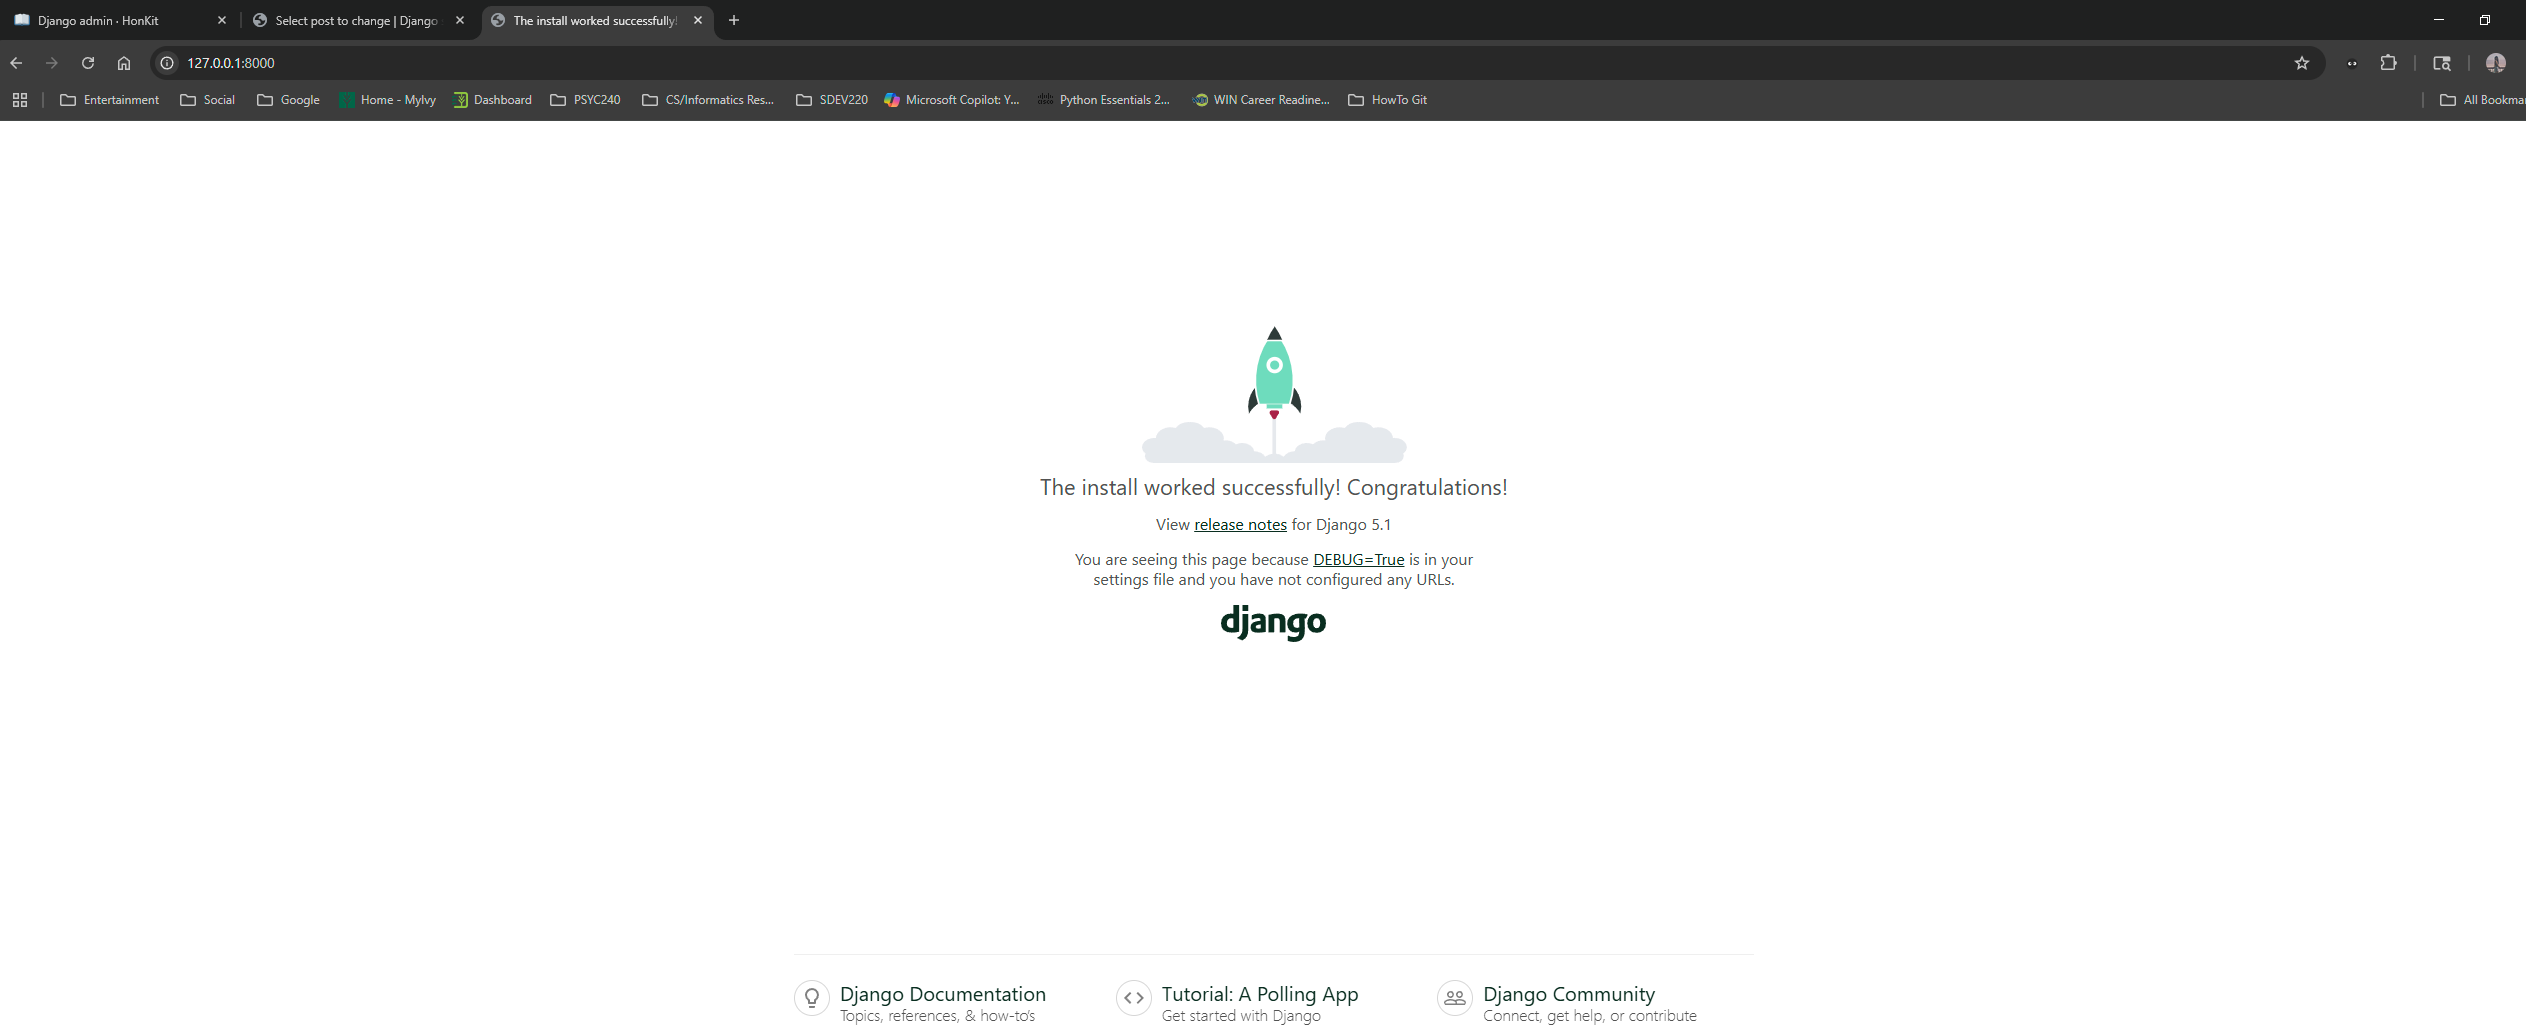 Django admin · HonKit
Select post to change | Django
The install worked successfully!
127.0.0.1:8000
Entertainment
Social
Google
Home - MyIvy
Dashboard
PSYC240
CS/Informatics Res...
SDEV220
Microsoft Copilot: Y...
Python Essentials 2...
WIN Career Readine...
HowTo Git
All Bookmar
The install worked successfully! Congratulations!
View release notes for Django 5.1
You are seeing this page because DEBUG=True is in your
settings file and you have not configured any URLs.
django
Django Documentation
Topics, references, & how-to's
Tutorial: A Polling App
Get started with Django
Django Community
Connect, get help, or contribute